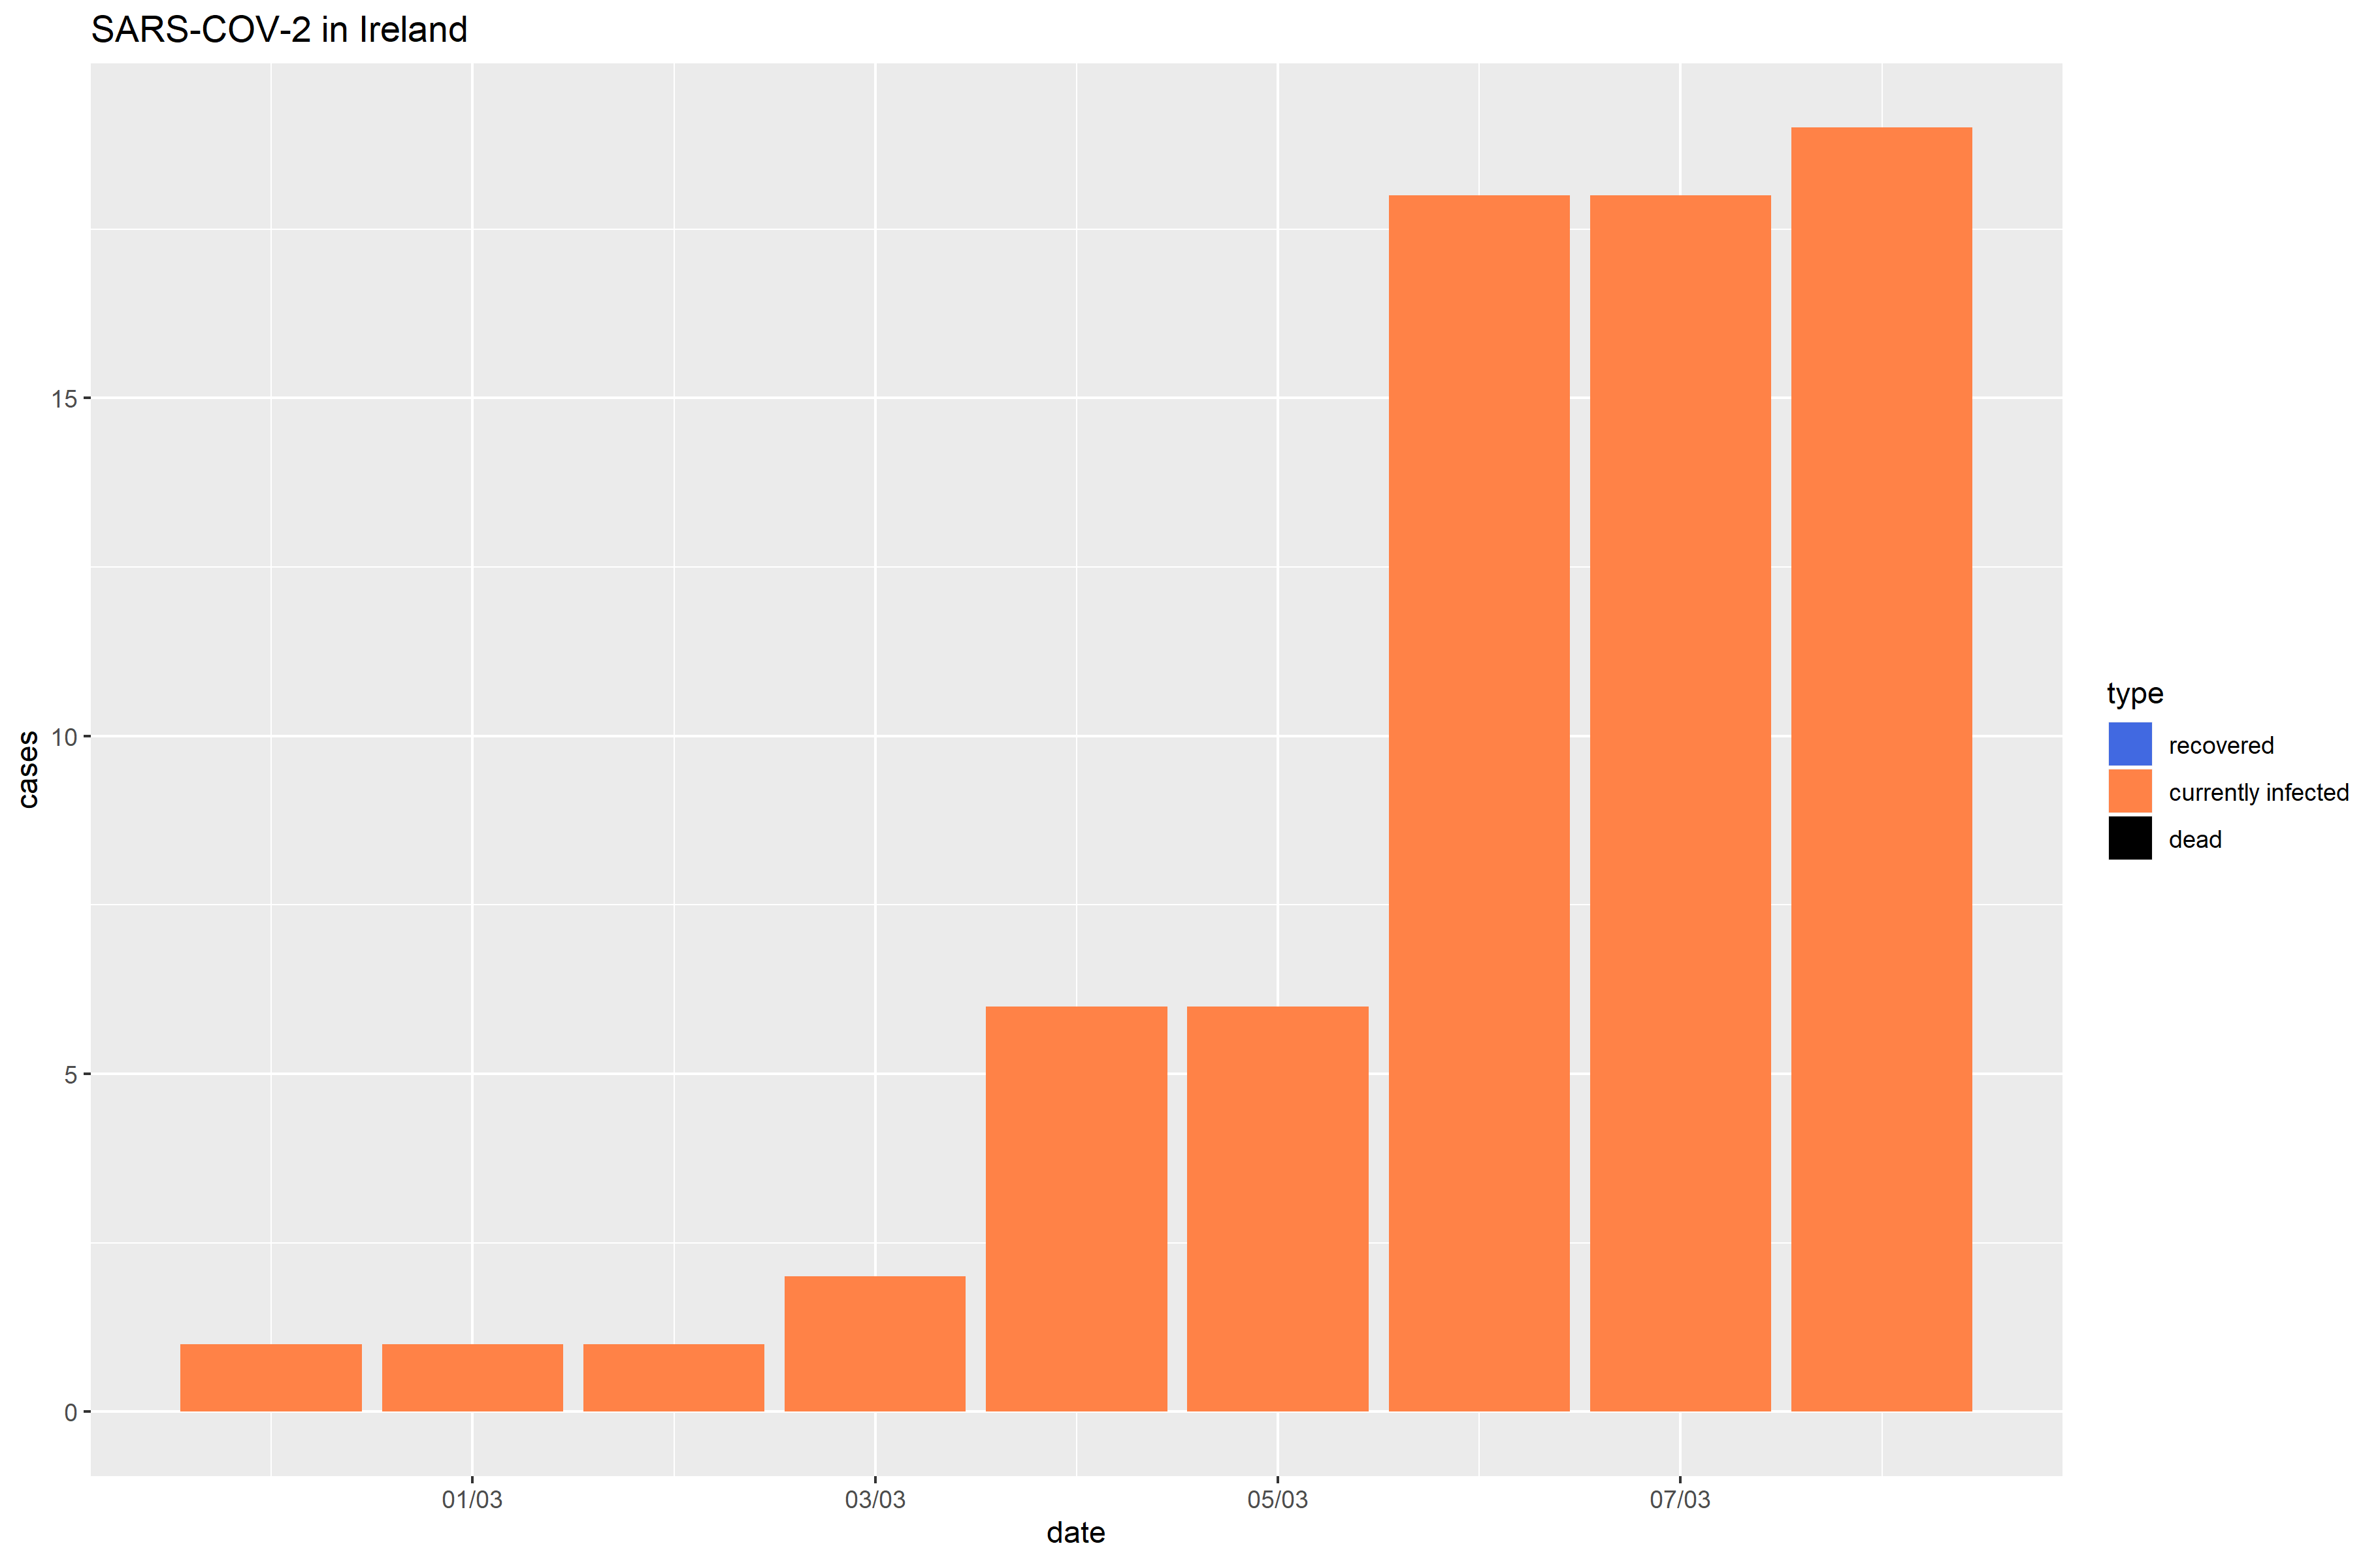 SARS-COV-2 in Ireland
cases
15
10
5
0
01/03
03/03
05/03
07/03
date
type
recovered
currently infected
dead